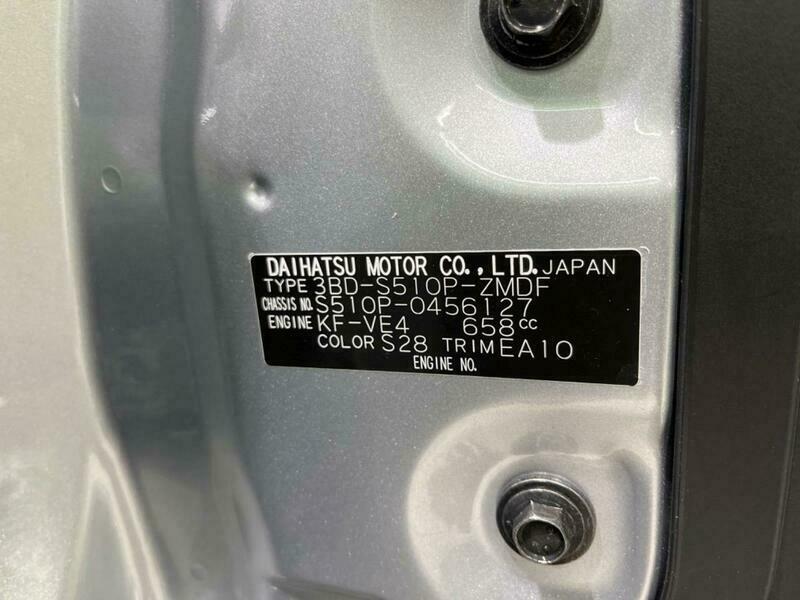 DAIHATSU MOTOR CO.,LTD. JAPAN
TYPE 3BD-S510P-ZMDF
CHASSIS NO. S510P-0456127
ENGINE KF-VE4 658cc
COLOR S28 TRIM EA10
ENGINE NO.